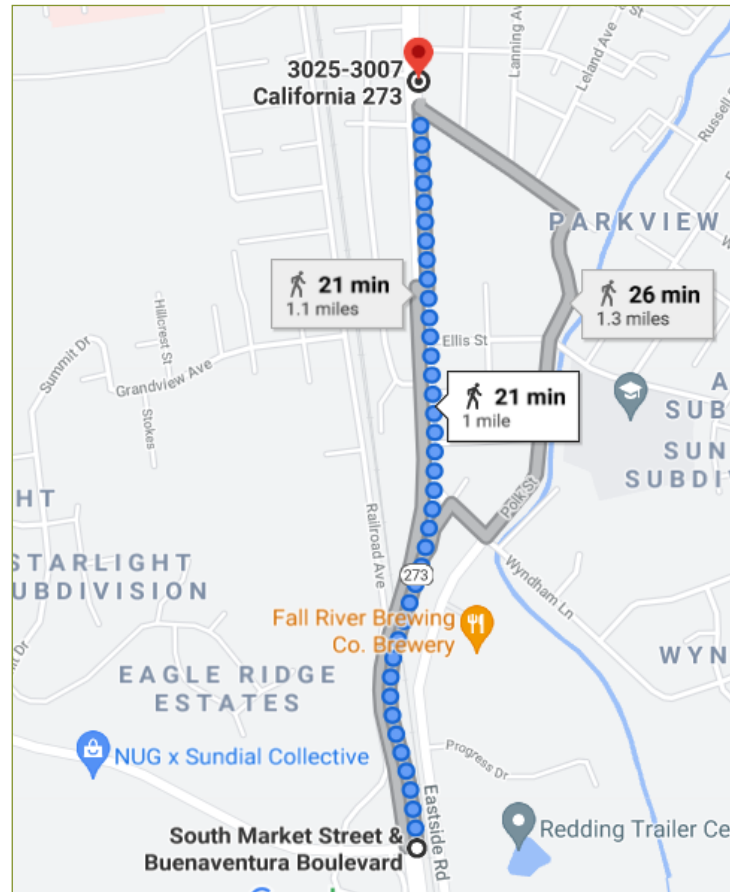 3025-3007
California 273
Lanning Av
Leland Ave
St
Russell S
PARKVIEW
21 min
1.1 miles
26 min
1.3 miles
Ellis St
Hillcrest St
Summit Dr
Grandview Ave
Stokes
21 min
1 mile
A
SUB
SUN
SUBDIV
HT
Railroad Ave
Polk St
STARLIGHT
UBDIVISION
273
Wyndham Ln
Fall River Brewing
Co. Brewery
WYN
EAGLE RIDGE
ESTATES
NUG x Sundial Collective
Progress Dr
Eastside Rd
South Market Street &
Buenaventura Boulevard
Redding Trailer Ce